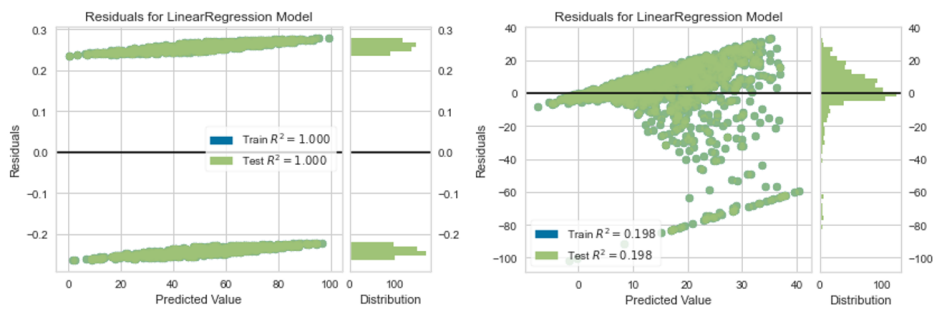 Residuals for LinearRegression Model
0.3
0.2
0.1
0.0
−0.1
−0.2
Residuals
Train R² = 1.000
Test R² = 1.000
0 20 40 60 80 100
Predicted Value
0.3
0.2
0.1
0.0
−0.1
−0.2
0 100
Distribution
Residuals for LinearRegression Model
40
20
0
−20
−40
−60
−80
−100
Residuals
Train R² = 0.198
Test R² = 0.198
0 10 20 30 40
Predicted Value
40
20
0
−20
−40
−60
−80
−100
0 100
Distribution